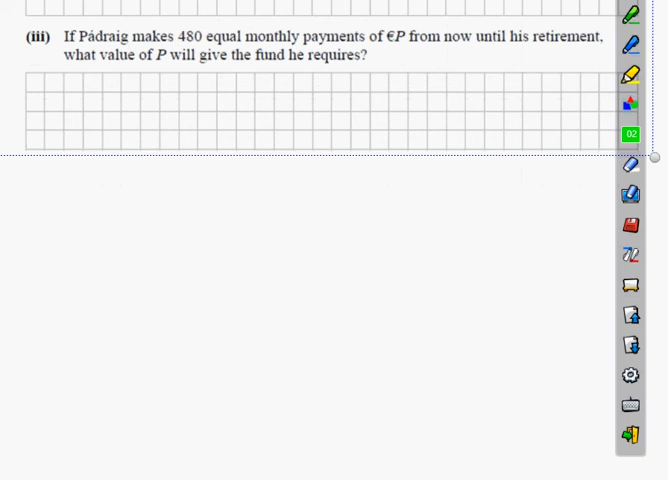 (iii) If Pádraig makes 480 equal monthly payments of €P from now until his retirement,
what value of P will give the fund he requires?
02